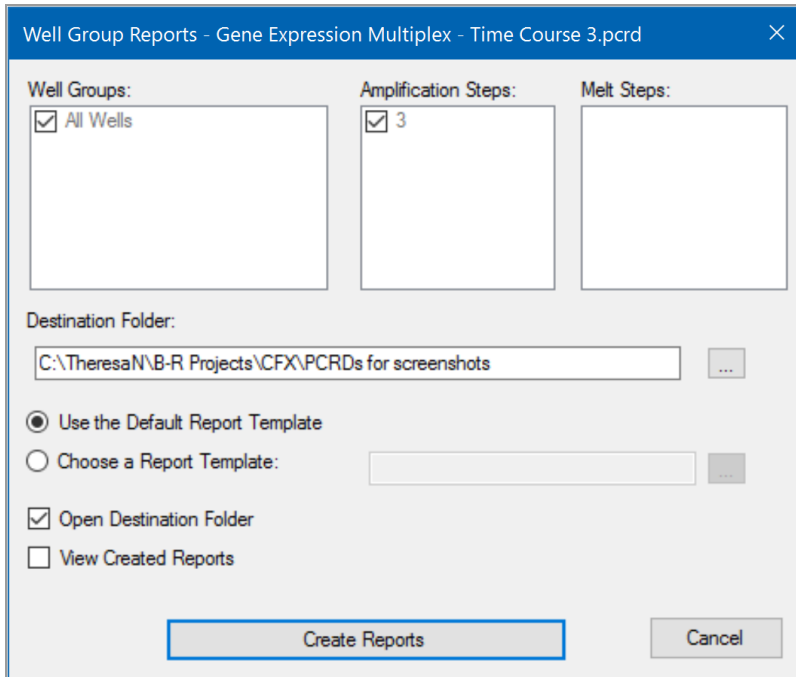 Well Group Reports - Gene Expression Multiplex - Time Course 3.pcrd
Well Groups:
Amplification Steps:
Melt Steps:
All Wells
3
Destination Folder:
C:\TheresaN\B-R Projects\CFX\PCRDs for screenshots
...
Use the Default Report Template
Choose a Report Template:
...
Open Destination Folder
View Created Reports
Create Reports
Cancel